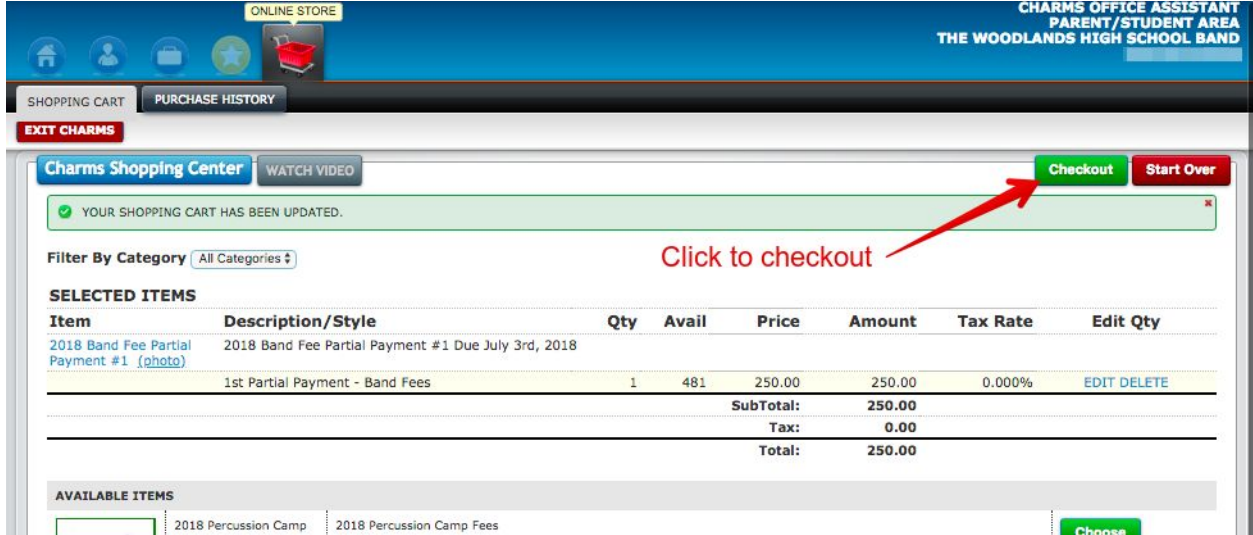 ONLINE STORE
CHARMS OFFICE ASSISTANT
PARENT/STUDENT AREA
THE WOODLANDS HIGH SCHOOL BAND
SHOPPING CART PURCHASE HISTORY
EXIT CHARMS
Charms Shopping Center WATCH VIDEO Checkout Start Over
YOUR SHOPPING CART HAS BEEN UPDATED.
Filter By Category All Categories
Click to checkout
SELECTED ITEMS
Item Description/Style Qty Avail Price Amount Tax Rate Edit Qty
2018 Band Fee Partial 2018 Band Fee Partial Payment #1 Due July 3rd, 2018
Payment #1 (photo)
1st Partial Payment - Band Fees 1 481 250.00 250.00 0.000% EDIT DELETE
SubTotal: 250.00
Tax: 0.00
Total: 250.00
AVAILABLE ITEMS
2018 Percussion Camp 2018 Percussion Camp Fees Choose